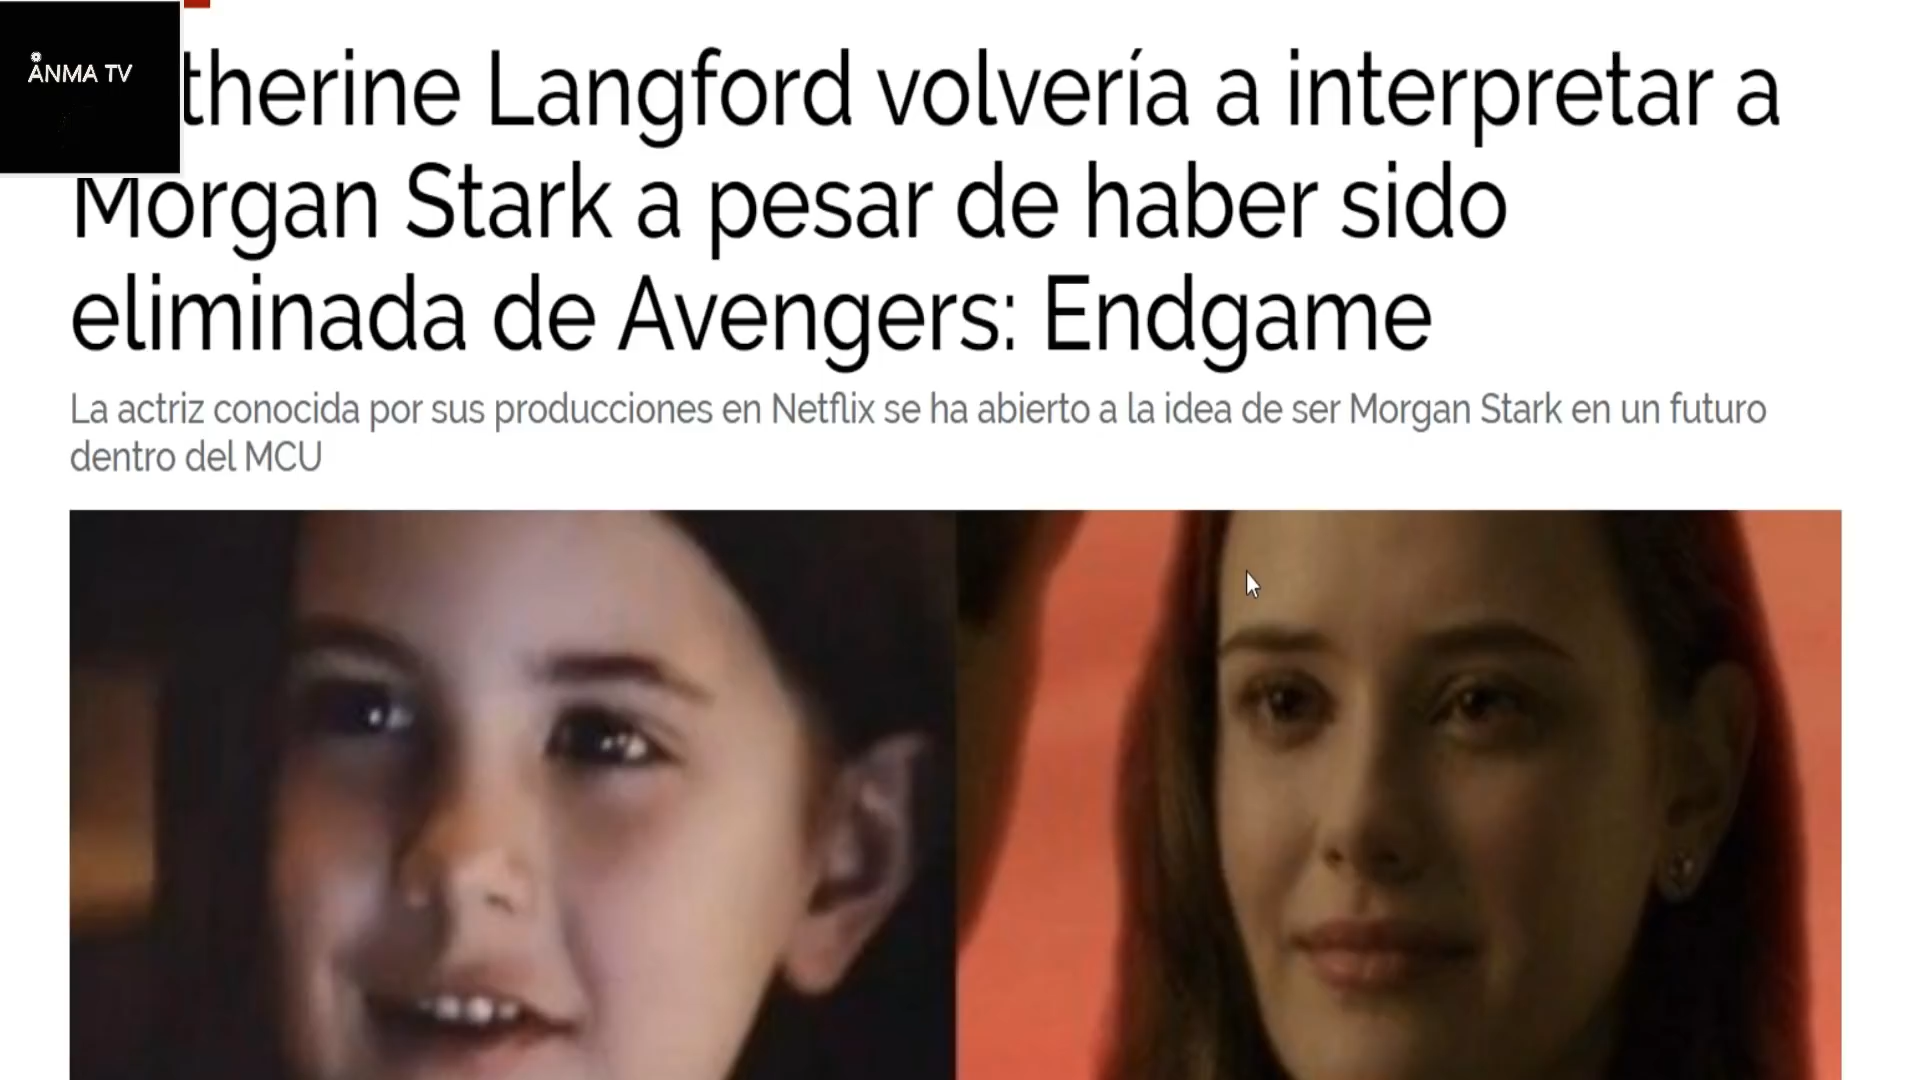 ÅNMA TV
therine Langford volvería a interpretar a
Morgan Stark a pesar de haber sido
eliminada de Avengers: Endgame
La actriz conocida por sus producciones en Netflix se ha abierto a la idea de ser Morgan Stark en un futuro
dentro del MCU